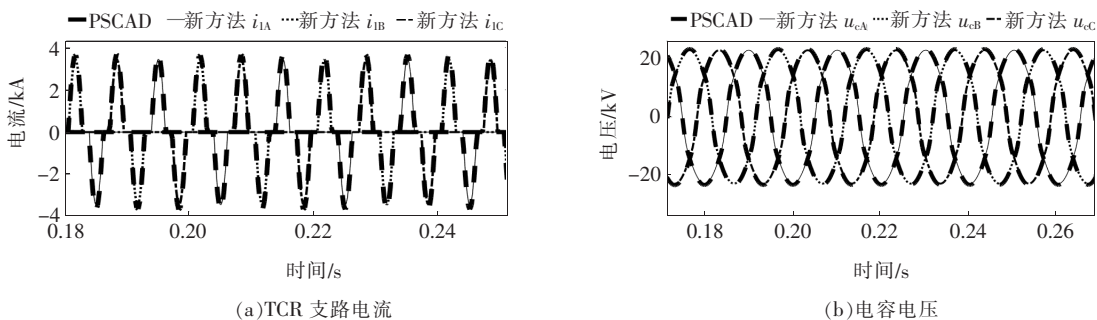 PSCAD 新方法 i1A 新方法 i1B 新方法 i1C
4
2
0
−2
−4
电流/kA
0.18 0.20 0.22 0.24
时间/s
(a)TCR 支路电流
PSCAD 新方法 ucA 新方法 ucB 新方法 ucC
20
0
−20
电压/kV
0.18 0.20 0.22 0.24 0.26
时间/s
(b)电容电压